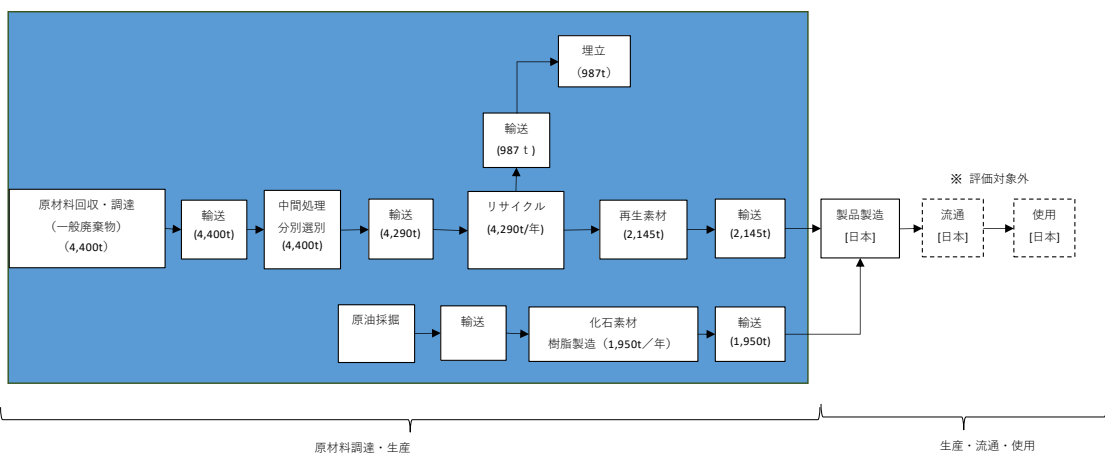 埋立
（987t）
輸送
(987ｔ)
※ 評価対象外
原材料回収・調達
（一般廃棄物）
（4,400t）
輸送
(4,400t)
中間処理
分別選別
(4,400t)
輸送
(4,290t)
リサイクル
(4,290t/年)
再生素材
(2,145t)
輸送
(2,145t)
製品製造
[日本]
流通
[日本]
使用
[日本]
原油採掘
輸送
化石素材
樹脂製造（1,950t／年）
輸送
(1,950t)
原材料調達・生産
生産・流通・使用